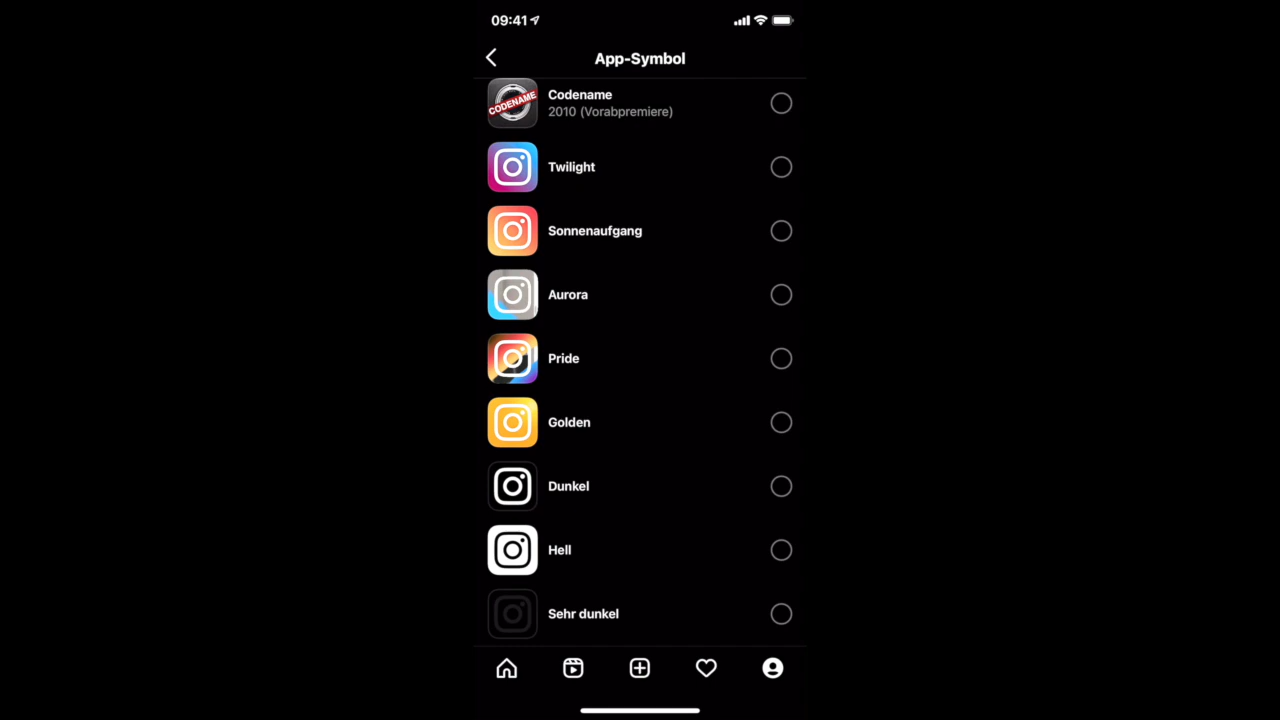 09:41
App-Symbol
CODENAME
Codename
2010 (Vorabpremiere)
Twilight
Sonnenaufgang
Aurora
Pride
Golden
Dunkel
Hell
Sehr dunkel